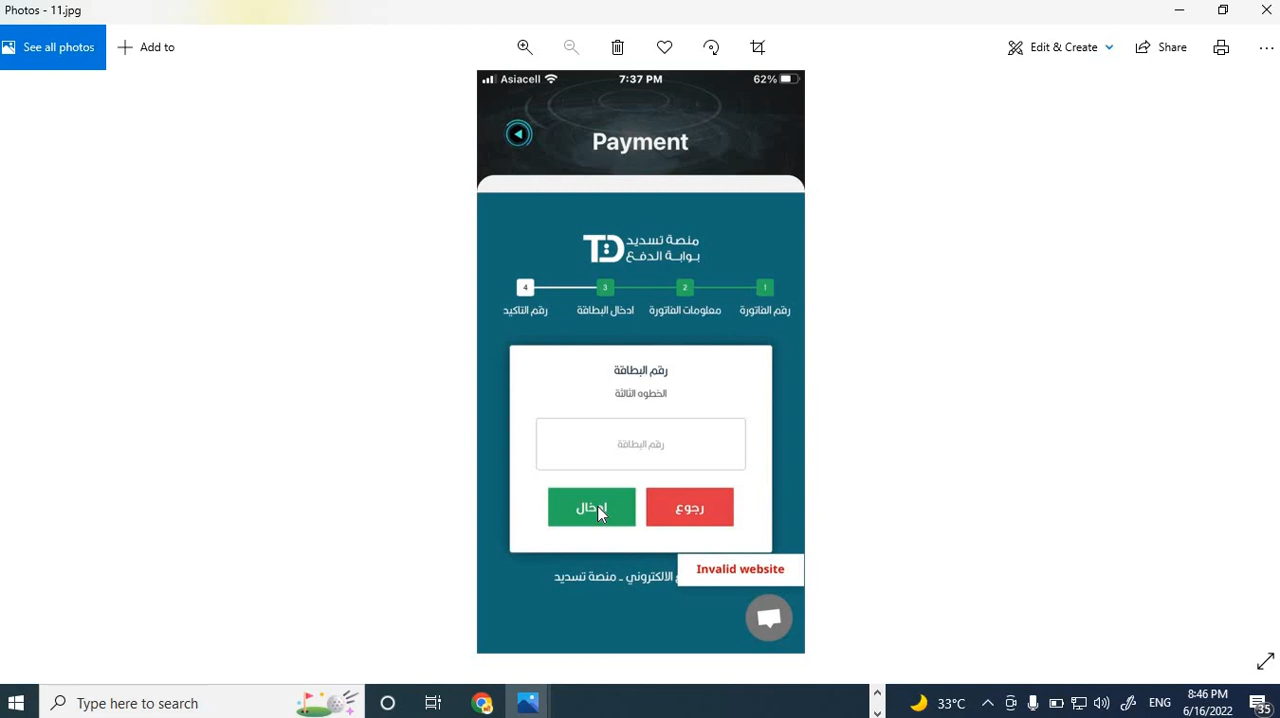 Photos - 11.jpg
See all photos
Add to
Edit & Create
Share
Asiacell
7:37 PM
62%
Payment
TD
منصة تسديد
بوابة الدفع
4
3
2
1
رقم الفاتورة
معلومات الفاتورة
ادخال البطاقة
رقم التاكيد
رقم البطاقة
الخطوه الثالثة
رقم البطاقة
رجوع
ادخال
الالكتروني - منصة تسديد
Invalid website
Type here to search
33°C
ENG
8:46 PM
6/16/2022
35